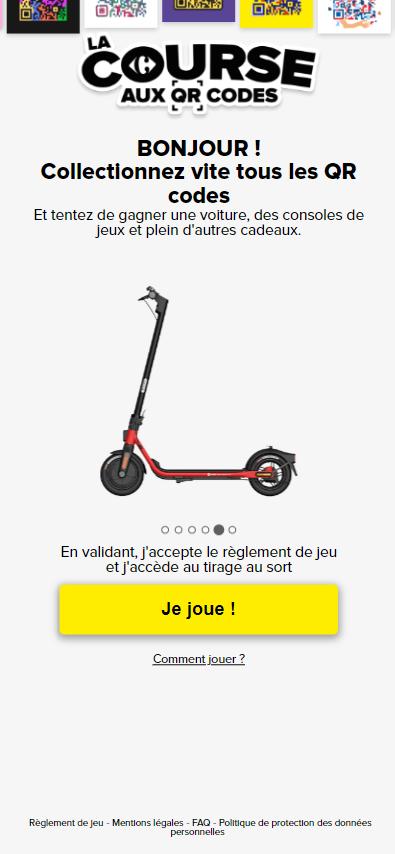 LA
COURSE
AUX QR CODES
BONJOUR !
Collectionnez vite tous les QR
codes
Et tentez de gagner une voiture, des consoles de
jeux et plein d'autres cadeaux.
En validant, j'accepte le règlement de jeu
et j'accède au tirage au sort
Je joue !
Comment jouer ?
Règlement de jeu - Mentions légales - FAQ - Politique de protection des données
personnelles